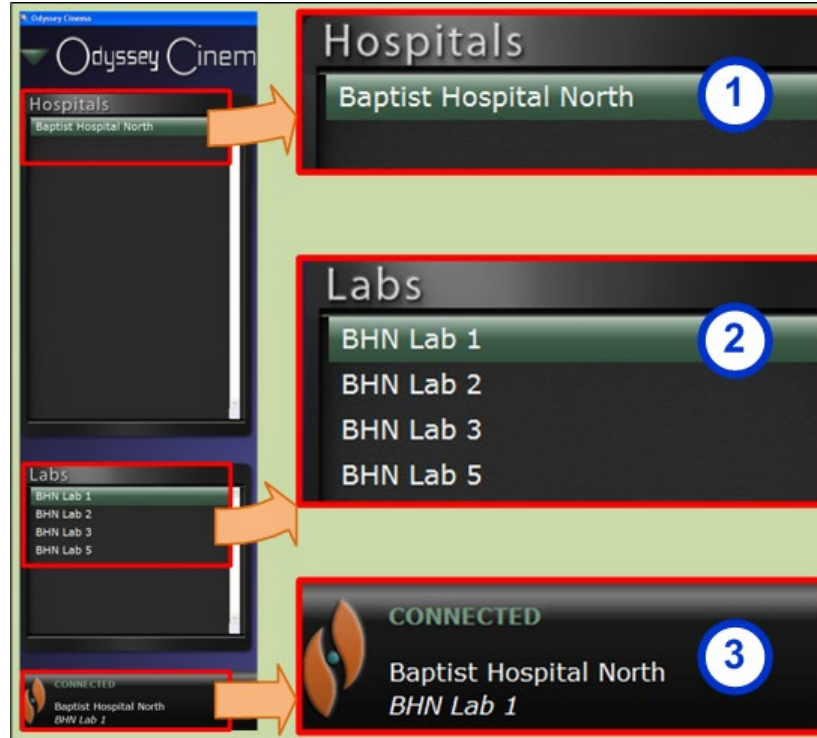 Odyssey Cinema
Odyssey Cinem
Hospitals
Baptist Hospital North
Labs
BHN Lab 1
BHN Lab 2
BHN Lab 3
BHN Lab 5
CONNECTED
Baptist Hospital North
BHN Lab 1
Hospitals
Baptist Hospital North
1
Labs
BHN Lab 1
2
BHN Lab 2
BHN Lab 3
BHN Lab 5
CONNECTED
Baptist Hospital North
3
BHN Lab 1